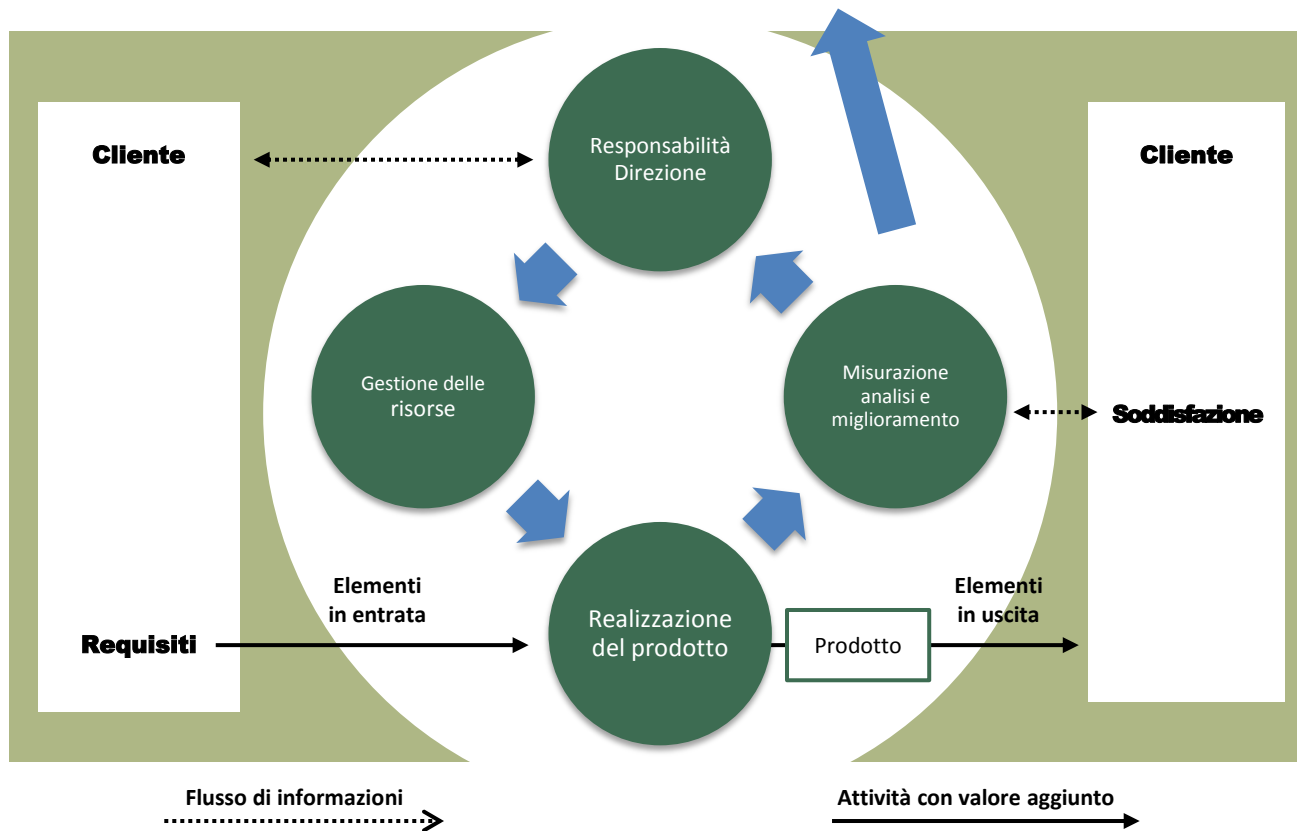 Cliente
Responsabilità
Direzione
Cliente
Gestione delle
risorse
Misurazione
analisi e
miglioramento
Soddisfazione
Elementi
in entrata
Elementi
in uscita
Requisiti
Realizzazione
del prodotto
Prodotto
Flusso di informazioni
Attività con valore aggiunto